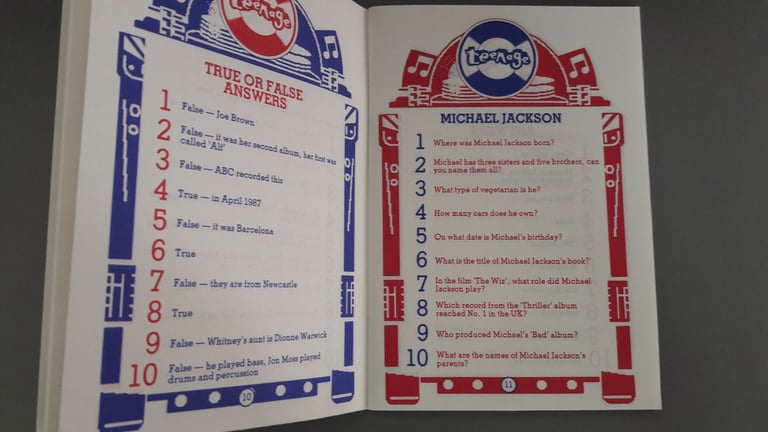 teenage
TRUE OR FALSE
ANSWERS
1 False — Joe Brown
2 False — it was her second album, her first was
called 'Alf'
3 False — ABC recorded this
4 True — in April 1987
5 False — it was Barcelona
6 True
7 False — they are from Newcastle
8 True
9 False — Whitney's aunt is Dionne Warwick
10 False — he played bass, Jon Moss played
drums and percussion
10
teenage
MICHAEL JACKSON
1 Where was Michael Jackson born?
2 Michael has three sisters and five brothers, can
you name them all?
3 What type of vegetarian is he?
4 How many cars does he own?
5 On what date is Michael's birthday?
6 What is the title of Michael Jackson's book?
7 In the film 'The Wiz', what role did Michael
Jackson play?
8 Which record from the 'Thriller' album
reached No. 1 in the UK?
9 Who produced Michael's 'Bad' album?
10 What are the names of Michael Jackson's
parents?
11